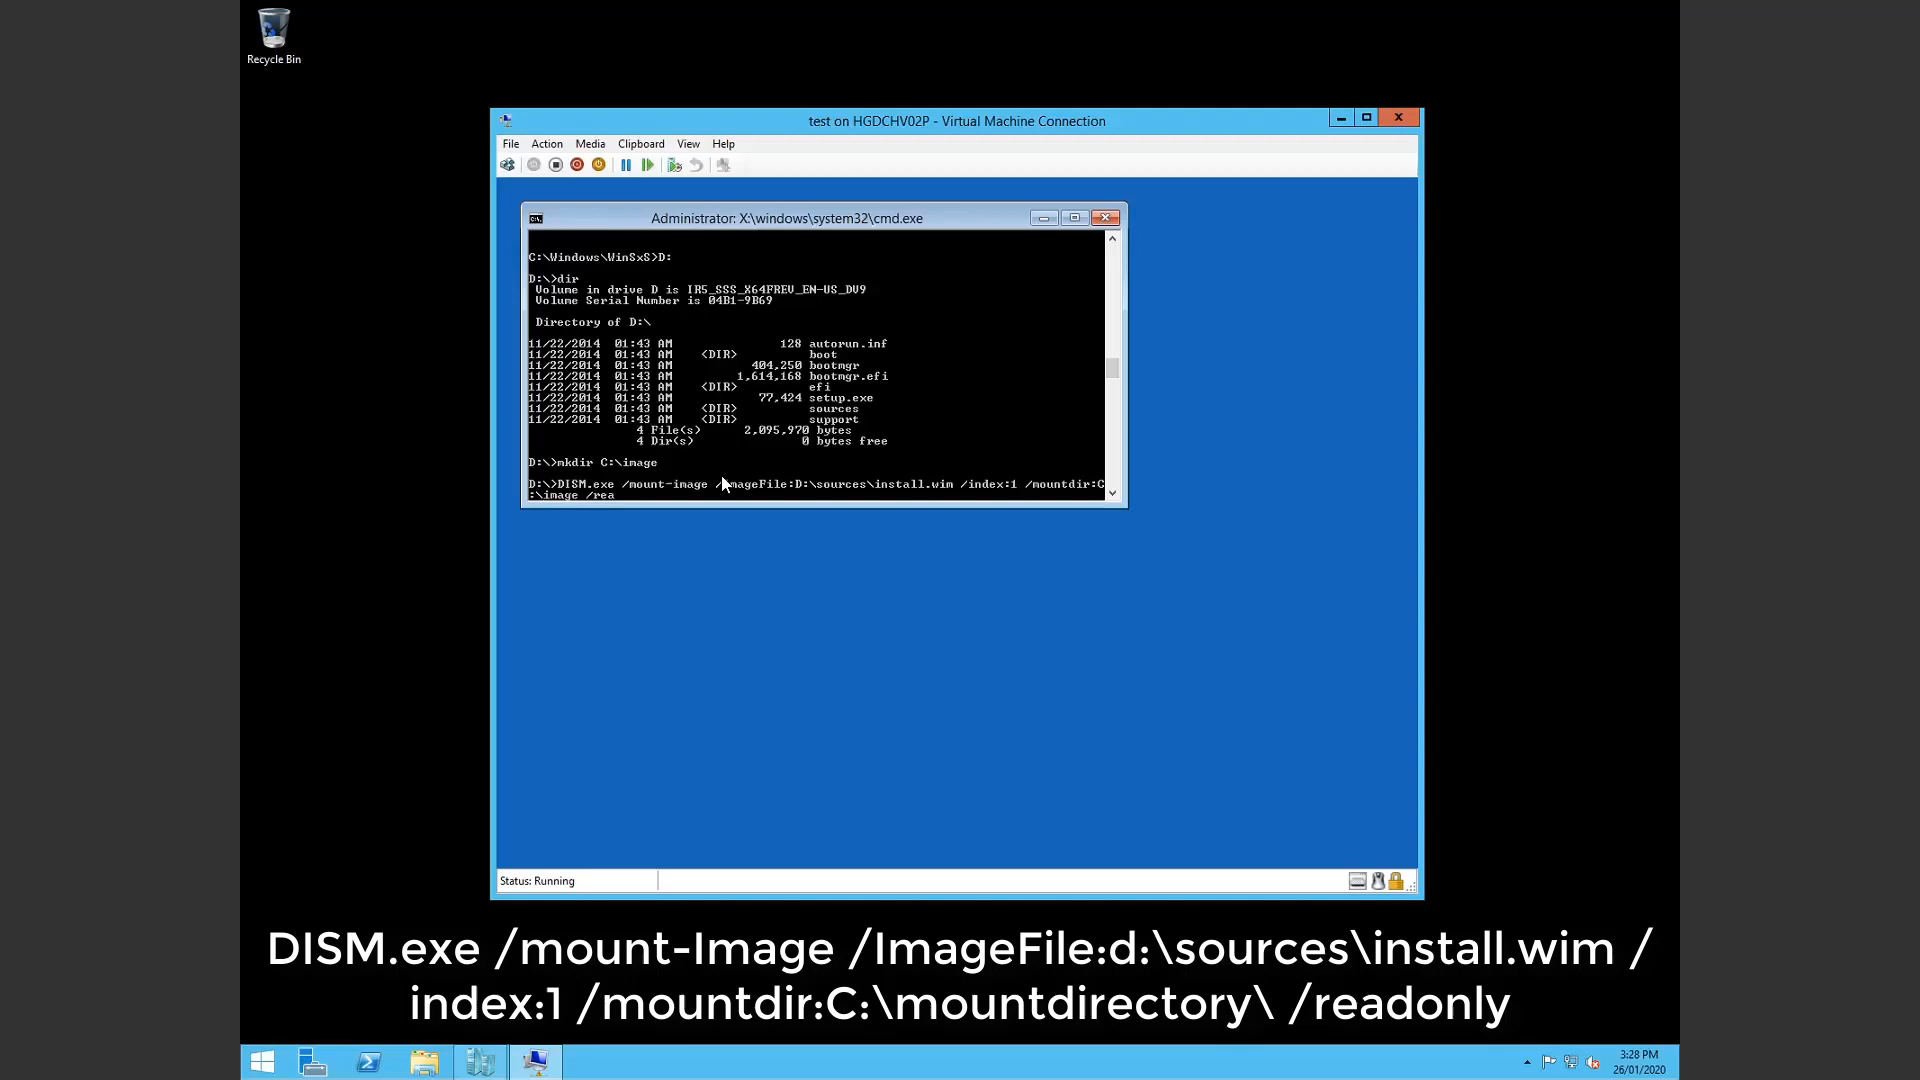 Recycle Bin
test on HGDCHV02P - Virtual Machine Connection
File Action Media Clipboard View Help
Administrator: X:\windows\system32\cmd.exe
C:\Windows\WinSxS>D:
D:\>dir
Volume in drive D is IR5_SSS_X64FREV_EN-US_DV9
Volume Serial Number is 04B1-9B69
Directory of D:\
11/22/2014 01:43 AM 128 autorun.inf
11/22/2014 01:43 AM <DIR> boot
11/22/2014 01:43 AM 404,250 bootmgr
11/22/2014 01:43 AM 1,614,168 bootmgr.efi
11/22/2014 01:43 AM <DIR> efi
11/22/2014 01:43 AM 77,424 setup.exe
11/22/2014 01:43 AM <DIR> sources
11/22/2014 01:43 AM <DIR> support
4 File(s) 2,095,970 bytes
4 Dir(s) 0 bytes free
D:\>mkdir C:\image
D:\>DISM.exe /mount-image /imageFile:D:\sources\install.wim /index:1 /mountdir:C
:\image /rea
Status: Running
DISM.exe /mount-Image /ImageFile:d:\sources\install.wim /
index:1 /mountdir:C:\mountdirectory\ /readonly
3:28 PM
26/01/2020